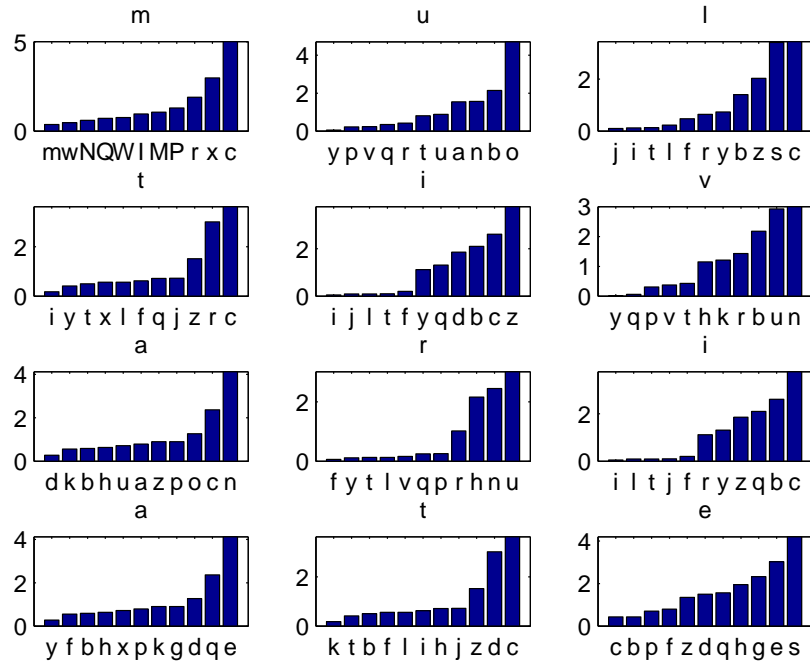 m u l
5 4 2
0 2 0
0
m w N Q W I M P r x c y p v q r t u a n b o j i t l f r y b z s c
t i v
2 2 3
0 0 2
1
0
i y t x l f q j z r c i j l t f y q d b c z y q p v t h k r b u n
a r i
4 2 2
2 0 0
0
d k b h u a z p o c n f y t l v q p r h n u i l t j f r y z q b c
a t e
4 2 4
2 0 2
0 0
y f b h x p k g d q e k t b f l i h j z d c c b p f z d q h g e s